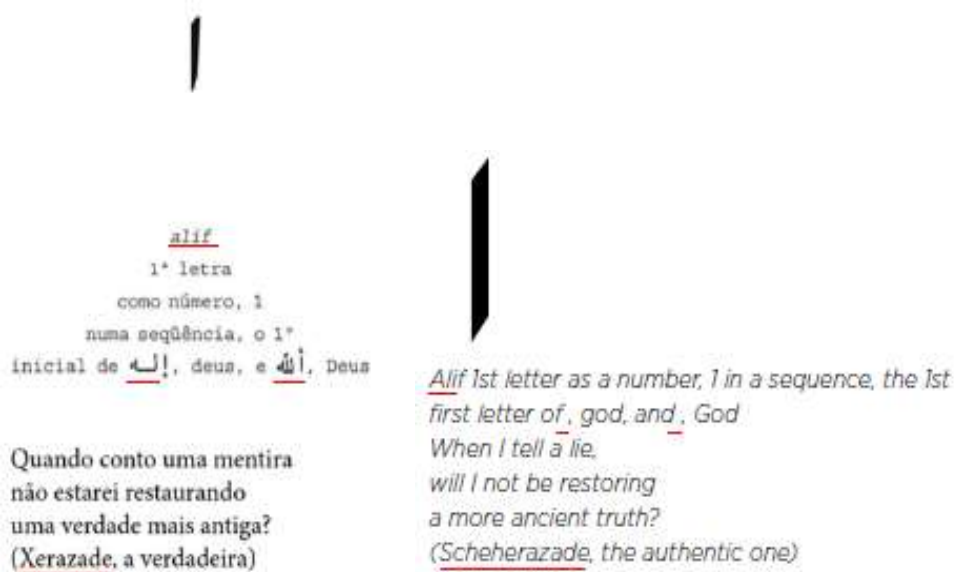 ا
alif
1ª letra
como número, 1
numa seqüência, o 1º
inicial de إلـه, deus, e ألله, Deus
Quando conto uma mentira
não estarei restaurando
uma verdade mais antiga?
(Xerazade, a verdadeira)
ا
Alif 1st letter as a number, 1 in a sequence, the 1st
first letter of , god, and , God
When I tell a lie,
will I not be restoring
a more ancient truth?
(Scheherazade, the authentic one)